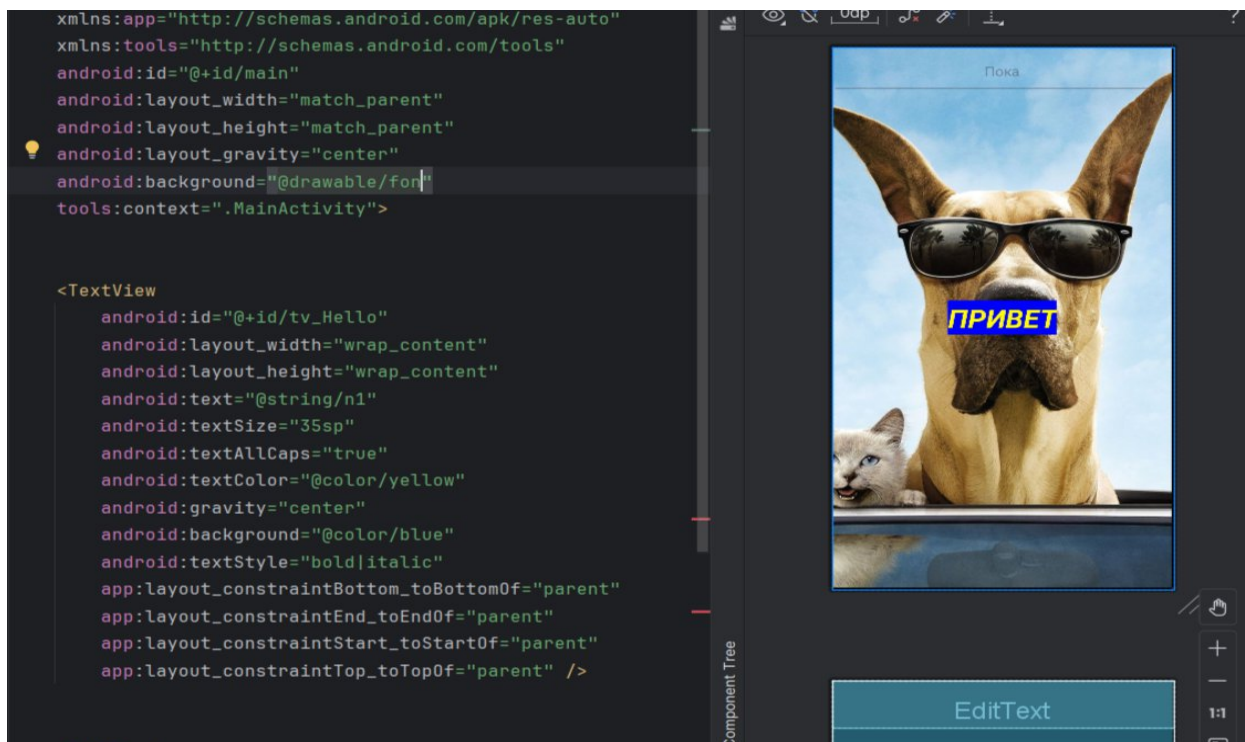 xmlns:app="http://schemas.android.com/apk/res-auto"
xmlns:tools="http://schemas.android.com/tools"
android:id="@+id/main"
android:layout_width="match_parent"
android:layout_height="match_parent"
android:layout_gravity="center"
android:background="@drawable/fon"
tools:context=".MainActivity">
<TextView
android:id="@+id/tv_Hello"
android:layout_width="wrap_content"
android:layout_height="wrap_content"
android:text="@string/n1"
android:textSize="35sp"
android:textAllCaps="true"
android:textColor="@color/yellow"
android:gravity="center"
android:background="@color/blue"
android:textStyle="bold|italic"
app:layout_constraintBottom_toBottomOf="parent"
app:layout_constraintEnd_toEndOf="parent"
app:layout_constraintStart_toStartOf="parent"
app:layout_constraintTop_toTopOf="parent" />
Component Tree
0dp
?
Пока
ПРИВЕТ
1:1
EditText